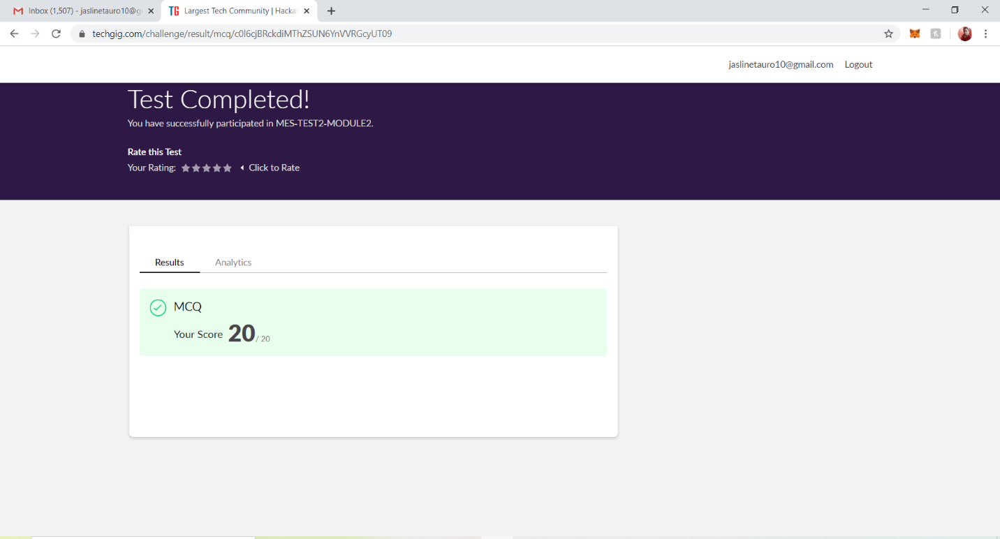 Inbox (1,507) - jaslinetauro10@g
TG Largest Tech Community | Hacka
techgig.com/challenge/result/mcq/c0l6cjBRckdiMThZSUN6YnVVRGcyUT09
jaslinetauro10@gmail.com Logout
Test Completed!
You have successfully participated in MES-TEST2-MODULE2.
Rate this Test
Your Rating: Click to Rate
Results Analytics
MCQ
Your Score 20 / 20